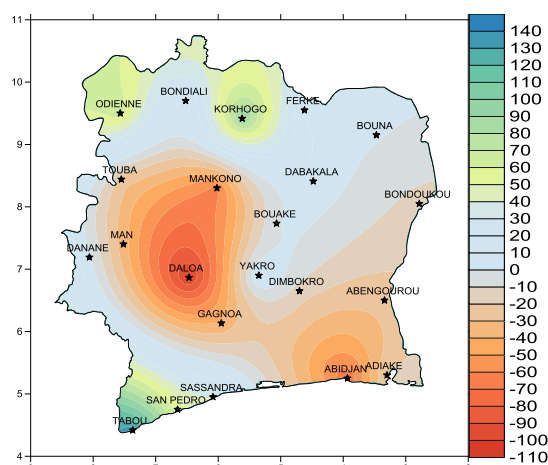 11
10
9
8
7
6
5
4
ODIENNE
BONDIALI
KORHOGO
FERKE
BOUNA
TOUBA
MANKONO
DABAKALA
BONDOUKOU
BOUAKE
MAN
DANANE
DALOA
YAKRO
DIMBOKRO
ABENGOUROU
GAGNOA
ABIDJAN
ADIAKE
SASSANDRA
SAN PEDRO
TABOU
140
120
100
90
80
70
60
50
40
30
20
10
0
-10
-20
-30
-40
-50
-60
-70
-80
-90
-100
-110